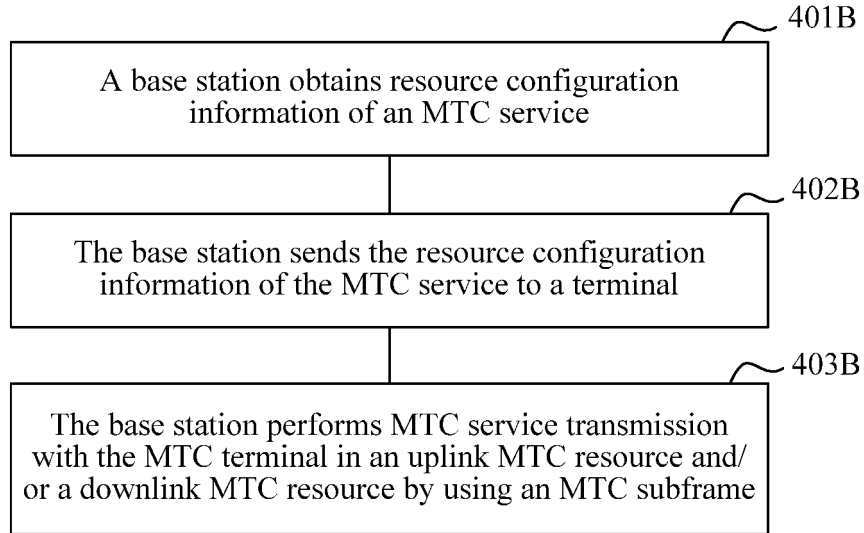 401B
A base station obtains resource configuration
information of an MTC service
402B
The base station sends the resource configuration
information of the MTC service to a terminal
403B
The base station performs MTC service transmission
with the MTC terminal in an uplink MTC resource and/
or a downlink MTC resource by using an MTC subframe